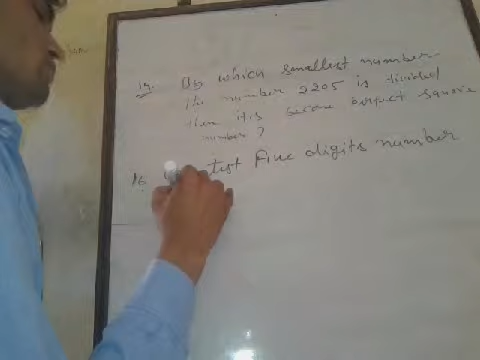 15. By which smallest number
the number 2205 is divided
then it is become perfect square
number?
16. test Five digits number